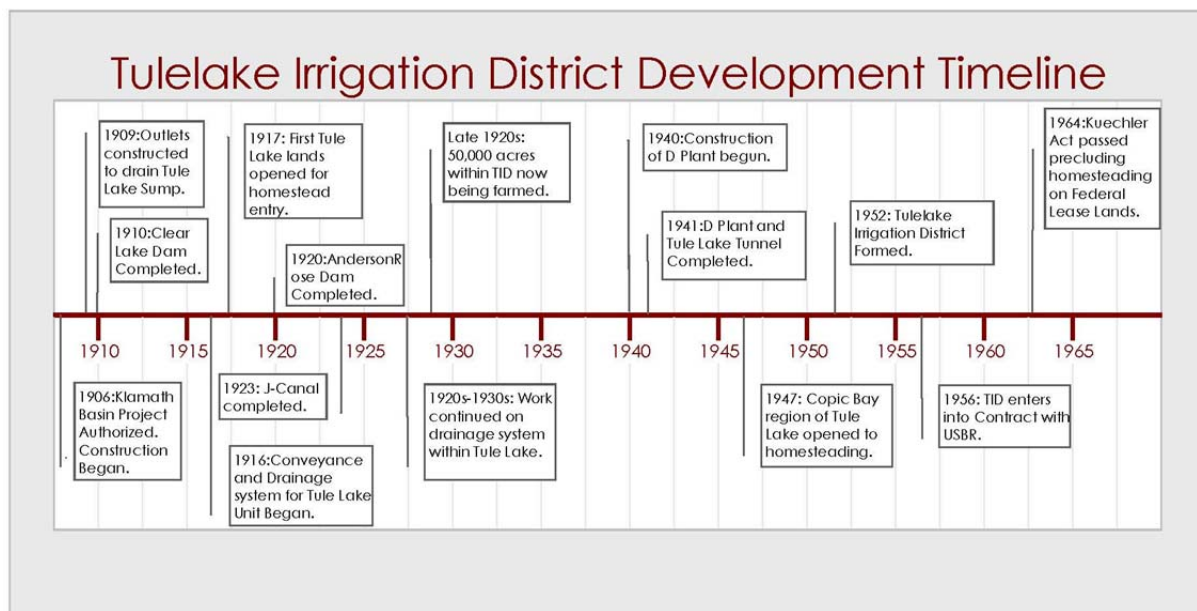 Tulelake Irrigation District Development Timeline
1909:Outlets
constructed
to drain Tule
Lake Sump.
1910:Clear
Lake Dam
Completed.
1917: First Tule
Lake lands
opened for
homestead
entry.
1920:AndersonR
ose Dam
Completed.
Late 1920s:
50,000 acres
within TID now
being farmed.
1940:Construction
of D Plant begun.
1941:D Plant and
Tule Lake Tunnel
Completed.
1952: Tulelake
Irrigation District
Formed.
1964:Kuechler
Act passed
precluding
homesteading
on Federal
Lease Lands.
1910 1915 1920 1925 1930 1935 1940 1945 1950 1955 1960 1965
1906:Klamath
Basin Project
Authorized.
Construction
Began.
1923: J-Canal
completed.
1916:Conveyance
and Drainage
system for Tule Lake
Unit Began.
1920s-1930s: Work
continued on
drainage system
within Tule Lake.
1947: Copic Bay
region of Tule
Lake opened to
homesteading.
1956: TID enters
into Contract with
USBR.